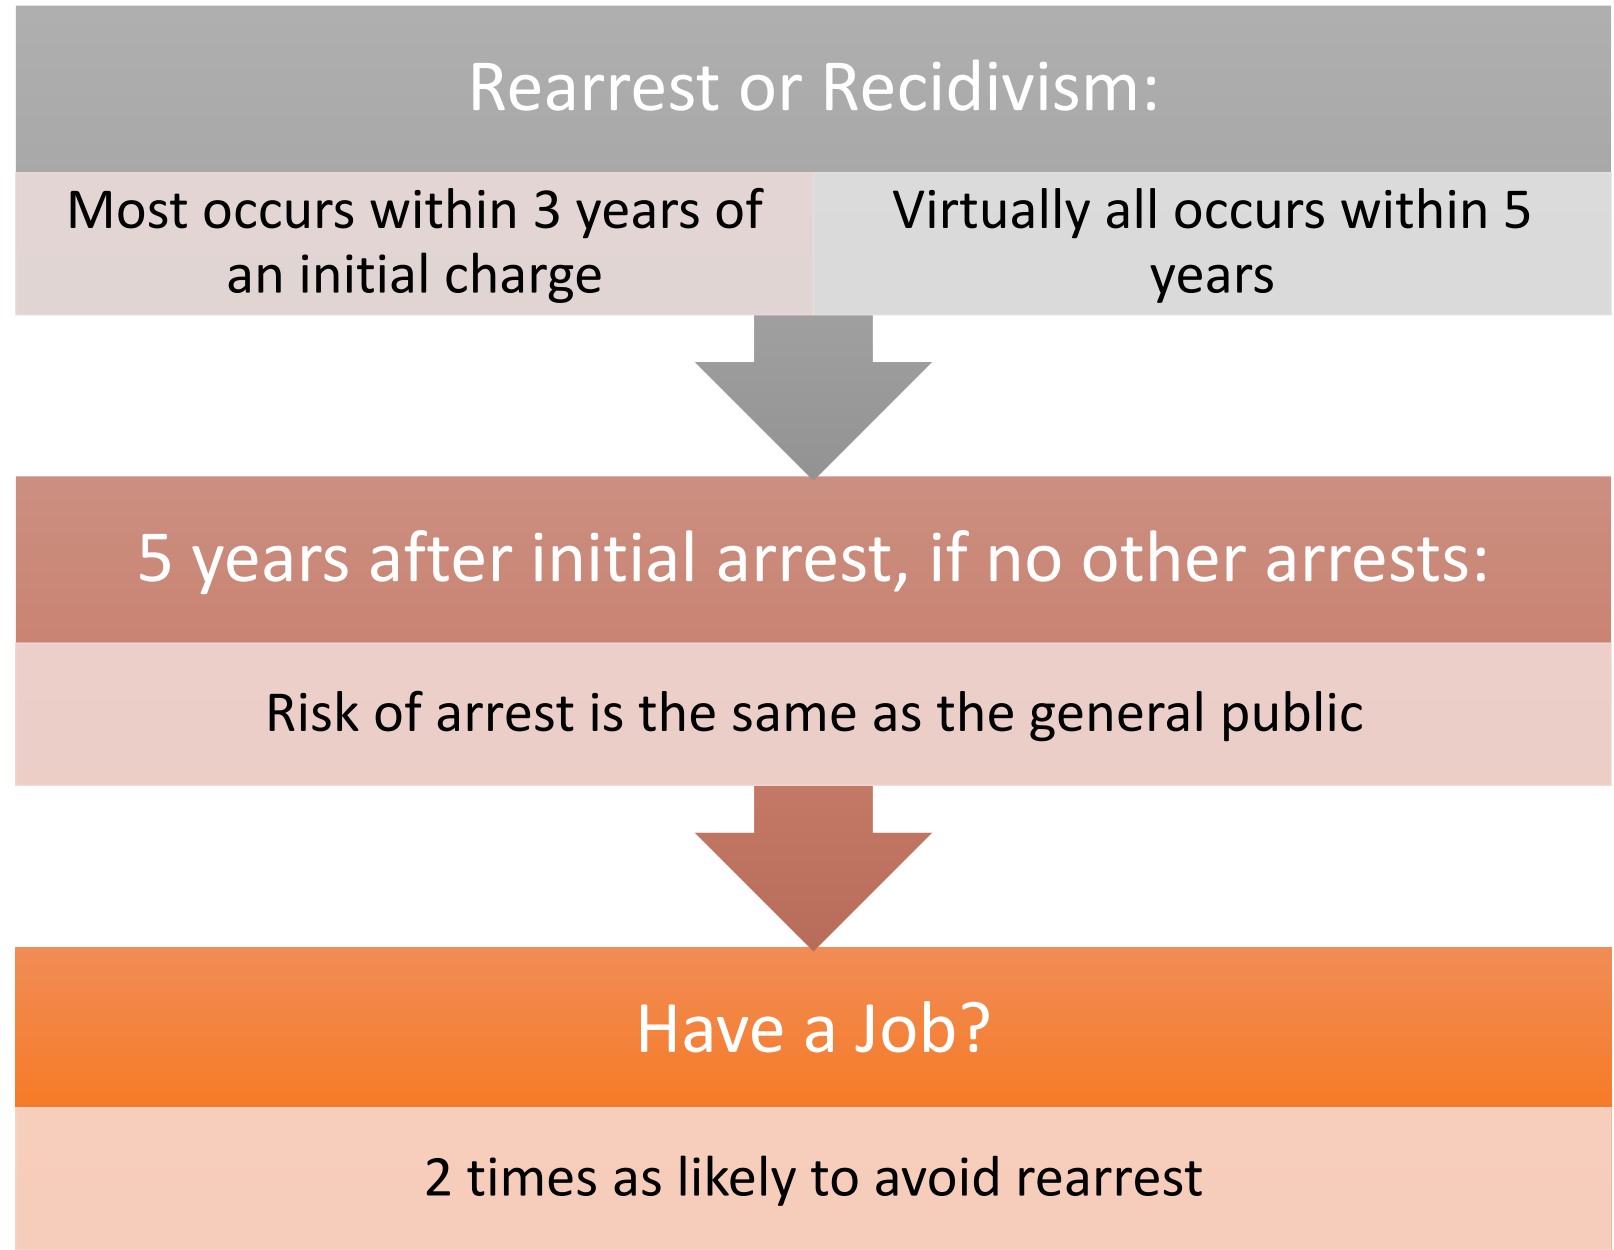 Rearrest or Recidivism:
Most occurs within 3 years of
an initial charge
Virtually all occurs within 5
years
5 years after initial arrest, if no other arrests:
Risk of arrest is the same as the general public
Have a Job?
2 times as likely to avoid rearrest